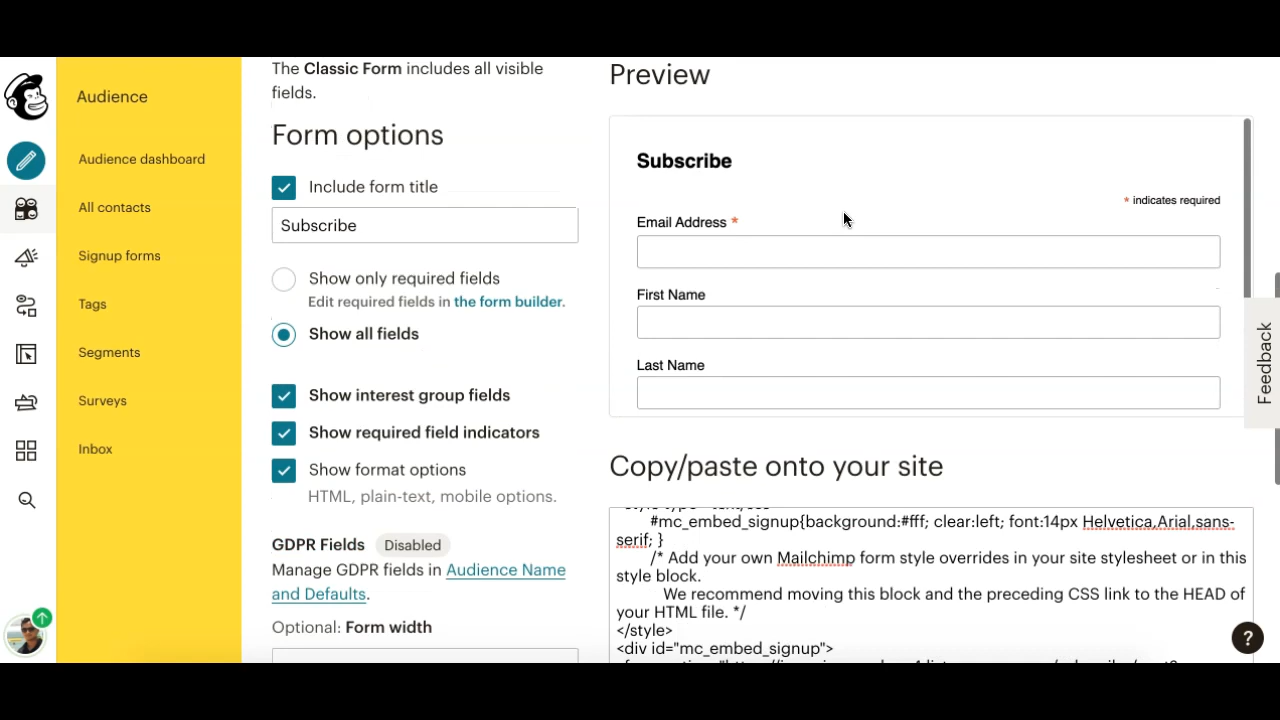 Audience
Audience dashboard
All contacts
Signup forms
Tags
Segments
Surveys
Inbox
The Classic Form includes all visible
fields.
Form options
Include form title
Subscribe
Show only required fields
Edit required fields in the form builder.
Show all fields
Show interest group fields
Show required field indicators
Show format options
HTML, plain-text, mobile options.
GDPR Fields Disabled
Manage GDPR fields in Audience Name
and Defaults.
Optional: Form width
Preview
Subscribe
* indicates required
Email Address *
First Name
Last Name
Copy/paste onto your site
#mc_embed_signup{background:#fff; clear:left; font:14px Helvetica,Arial,sans-
serif; }
/* Add your own Mailchimp form style overrides in your site stylesheet or in this
style block.
We recommend moving this block and the preceding CSS link to the HEAD of
your HTML file. */
</style>
<div id="mc_embed_signup">
Feedback
?